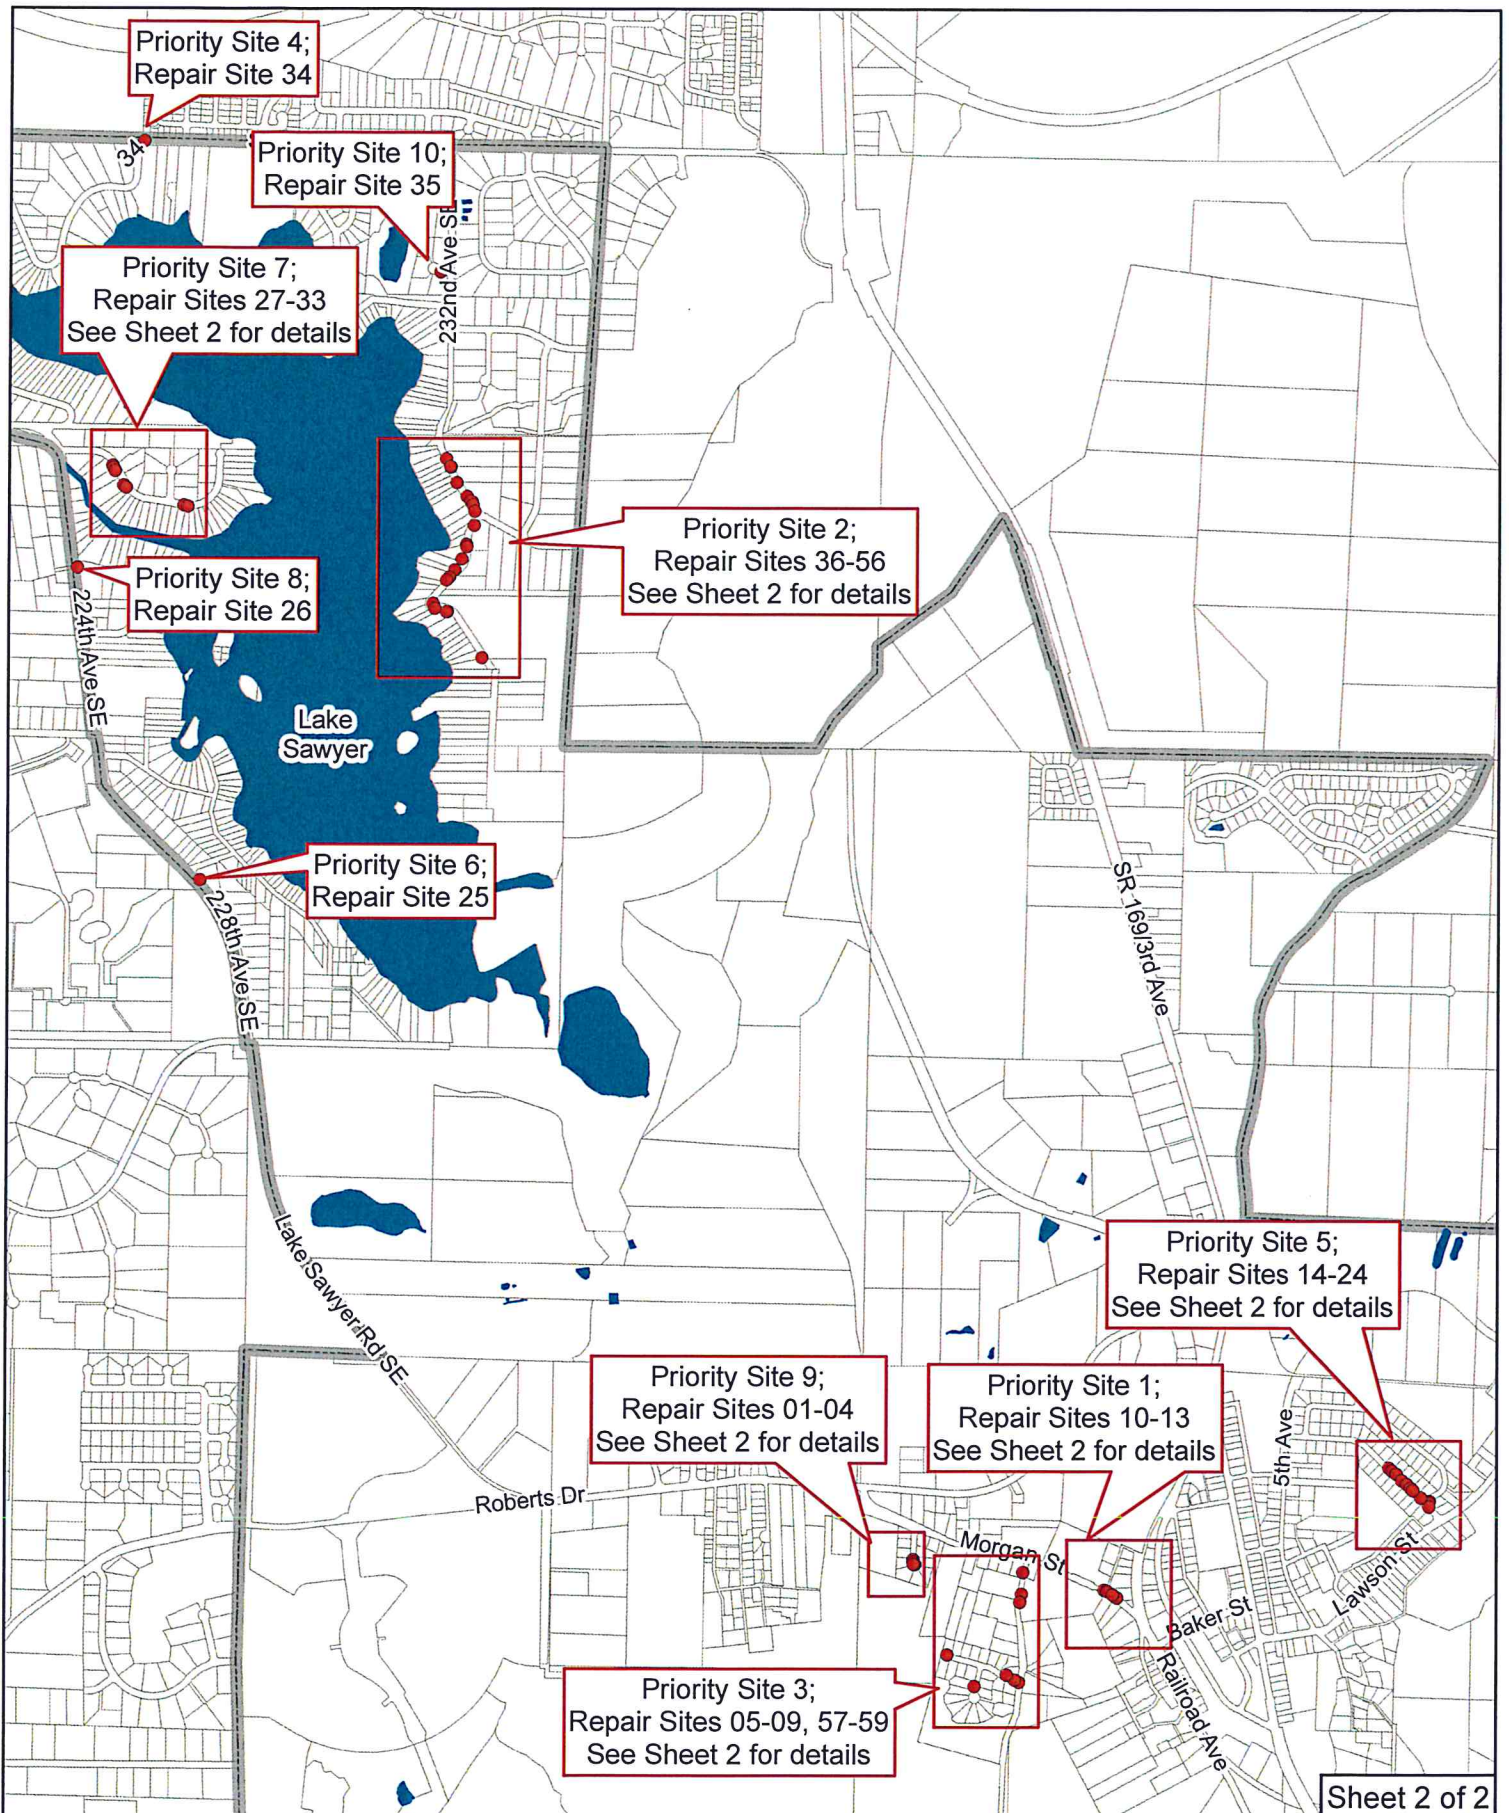 Priority Site 4;
Repair Site 34
34
Priority Site 10;
Repair Site 35
232nd Ave SE
Priority Site 7;
Repair Sites 27-33
See Sheet 2 for details
Priority Site 2;
Repair Sites 36-56
See Sheet 2 for details
Priority Site 8;
Repair Site 26
224th Ave SE
Lake
Sawyer
Priority Site 6;
Repair Site 25
228th Ave SE
SR 169/3rd Ave
Lake Sawyer Rd SE
Priority Site 5;
Repair Sites 14-24
See Sheet 2 for details
Priority Site 9;
Repair Sites 01-04
See Sheet 2 for details
Priority Site 1;
Repair Sites 10-13
See Sheet 2 for details
5th Ave
Roberts Dr
Morgan St
Lawson St
Baker St
Railroad Ave
Priority Site 3;
Repair Sites 05-09, 57-59
See Sheet 2 for details
Sheet 2 of 2